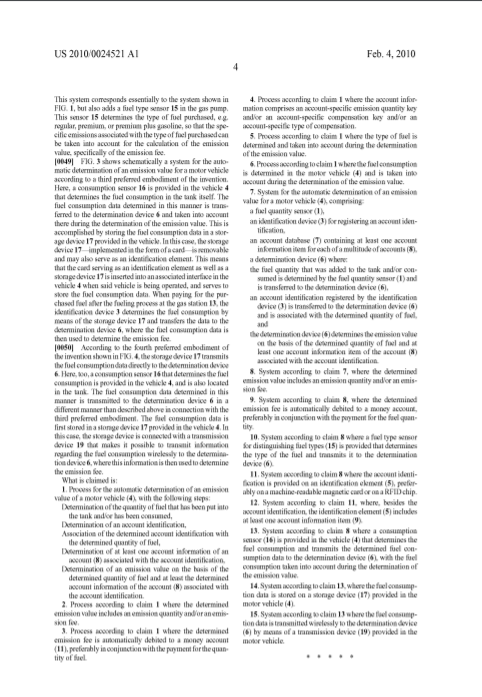 US 2010/0024521 A1
Feb. 4, 2010
4
This system corresponds essentially to the system shown in
FIG. 1, but also adds a fuel type sensor 15 in the gas pump.
This sensor 15 determines the type of fuel purchased, e.g.
regular, premium, or premium plus gasoline, so that the spe-
cific emissions associated with the type of fuel purchased can
be taken into account for the calculation of the emission
value, specifically of the emission fee.
[0049] FIG. 3 shows schematically a system for the auto-
matic determination of an emission value for a motor vehicle
according to a third preferred embodiment of the invention.
Here, a consumption sensor 16 is provided in the vehicle 4
that determines the fuel consumption in the tank itself. The
fuel consumption data determined in this manner is trans-
ferred to the determination device 6 and taken into account
there during the determination of the emission value. This is
accomplished by storing the fuel consumption data in a stor-
age device 17 provided in the vehicle. In this case, the storage
device 17—implemented in the form of a card—is removable
and may also serve as an identification element. This means
that the card serving as an identification element as well as a
storage device 17 is inserted into an associated interface in the
vehicle 4 when said vehicle is being operated, and serves to
store the fuel consumption data. When paying for the pur-
chased fuel after the fueling process at the gas station 13, the
identification device 3 determines the fuel consumption by
means of the storage device 17 and transfers the data to the
determination device 6, where the fuel consumption data is
then used to determine the emission fee.
[0050] According to the fourth preferred embodiment of
the invention shown in FIG. 4, the storage device 17 transmits
the fuel consumption data directly to the determination device
6. Here, too, a consumption sensor 16 that determines the fuel
consumption is provided in the vehicle 4, and is also located
in the tank. The fuel consumption data determined in this
manner is transmitted to the determination device 6 in a
different manner than described above in connection with the
third preferred embodiment. The fuel consumption data is
first stored in a storage device 17 provided in the vehicle 4. In
this case, the storage device is connected with a transmission
device 19 that makes it possible to transmit information
regarding the fuel consumption wirelessly to the determina-
tion device 6, where this information is then used to determine
the emission fee.
What is claimed is:
1. Process for the automatic determination of an emission
value of a motor vehicle (4), with the following steps:
Determination of the quantity of fuel that has been put into
the tank and/or has been consumed,
Determination of an account identification,
Association of the determined account identification with
the determined quantity of fuel,
Determination of at least one account information of an
account (8) associated with the account identification,
Determination of an emission value on the basis of the
determined quantity of fuel and at least the determined
account information of the account (8) associated with
the account identification.
2. Process according to claim 1 where the determined
emission value includes an emission quantity and/or an emis-
sion fee.
3. Process according to claim 1 where the determined
emission fee is automatically debited to a money account
(11), preferably in conjunction with the payment for the quan-
tity of fuel.
4. Process according to claim 1 where the account infor-
mation comprises an account-specific emission quantity key
and/or an account-specific compensation key and/or an
account-specific type of compensation.
5. Process according to claim 1 where the type of fuel is
determined and taken into account during the determination
of the emission value.
6. Process according to claim 1 where the fuel consumption
is determined in the motor vehicle (4) and is taken into
account during the determination of the emission value.
7. System for the automatic determination of an emission
value for a motor vehicle (4), comprising:
a fuel quantity sensor (1),
an identification device (3) for registering an account iden-
tification,
an account database (7) containing at least one account
information item for each of a multitude of accounts (8),
a determination device (6) where:
the fuel quantity that was added to the tank and/or con-
sumed is determined by the fuel quantity sensor (1) and
is transferred to the determination device (6),
an account identification registered by the identification
device (3) is transferred to the determination device (6)
and is associated with the determined quantity of fuel,
and
the determination device (6) determines the emission value
on the basis of the determined quantity of fuel and at
least one account information item of the account (8)
associated with the account identification.
8. System according to claim 7, where the determined
emission value includes an emission quantity and/or an emis-
sion fee.
9. System according to claim 8, where the determined
emission fee is automatically debited to a money account,
preferably in conjunction with the payment for the fuel quan-
tity.
10. System according to claim 8 where a fuel type sensor
for distinguishing fuel types (15) is provided that determines
the type of fuel and transmits it to the determination
device (6).
11. System according to claim 8 where the account identi-
fication is provided on an identification element (5), prefer-
ably on a machine-readable magnetic card or on a RFID chip.
12. System according to claim 11, where, besides the
account identification, the identification element (5) includes
at least one account information item (9).
13. System according to claim 8 where a consumption
sensor (16) is provided in the vehicle (4) that determines the
fuel consumption and transmits the determined fuel con-
sumption data to the determination device (6), with the fuel
consumption taken into account during the determination of
the emission value.
14. System according to claim 13, where the fuel consump-
tion data is stored on a storage device (17) provided in the
motor vehicle (4).
15. System according to claim 13 where the fuel consump-
tion data is transmitted wirelessly to the determination device
(6) by means of a transmission device (19) provided in the
motor vehicle.
* * * * *